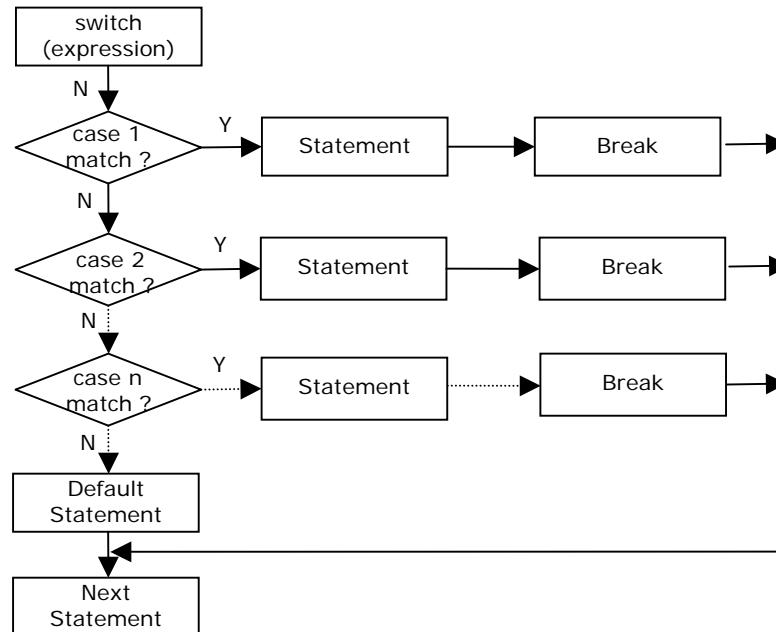 switch
(expression)
N
case 1
match ?
Y
Statement
Break
N
case 2
match ?
Y
Statement
Break
N
case n
match ?
Y
Statement
Break
N
Default
Statement
Next
Statement